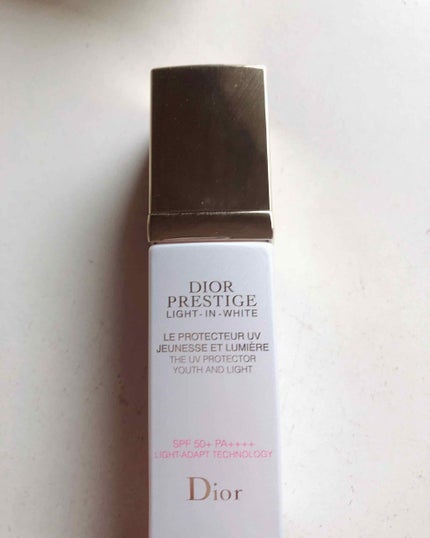 DIOR
PRESTIGE
LIGHT-IN-WHITE
LE PROTECTEUR UV
JEUNESSE ET LUMIÈRE
THE UV PROTECTOR
YOUTH AND LIGHT
SPF 50+ PA++++
LIGHT-ADAPT TECHNOLOGY
Dior